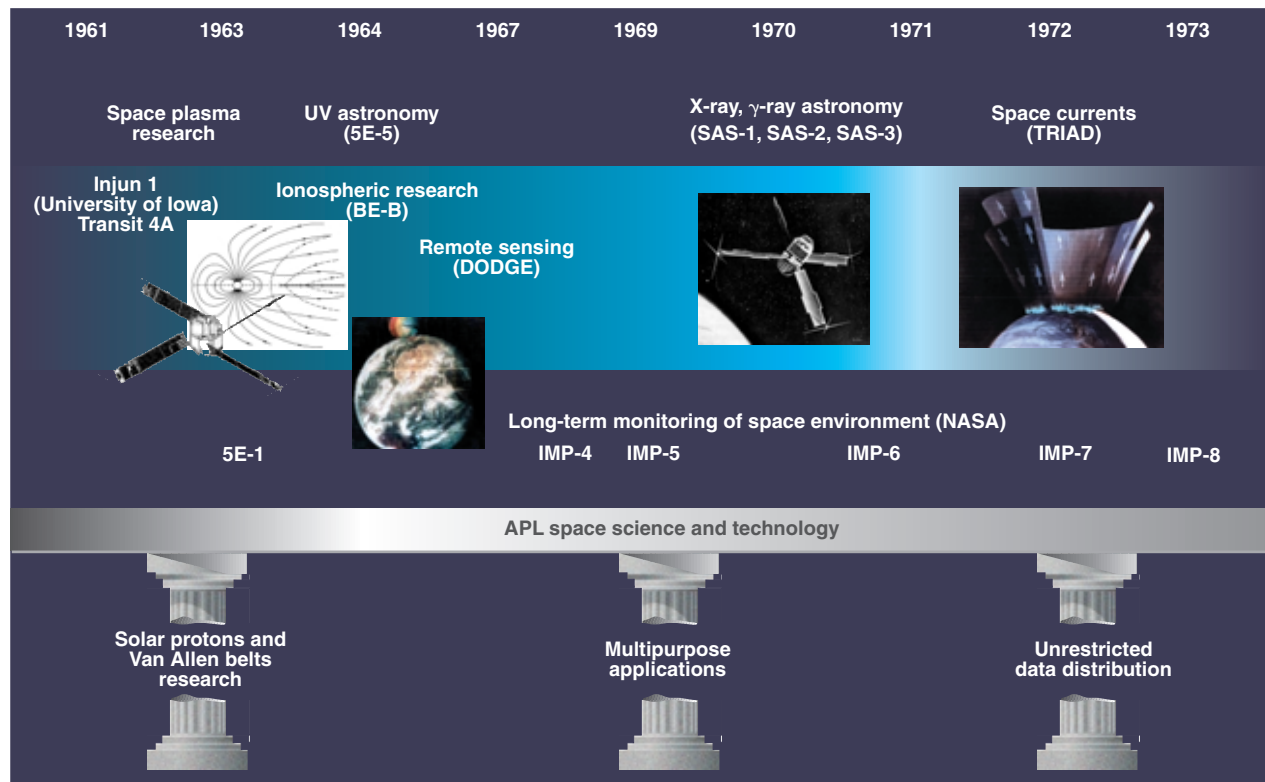 1961 1963 1964 1967 1969 1970 1971 1972 1973
Space plasma
research
UV astronomy
(5E-5)
X-ray, γ-ray astronomy
(SAS-1, SAS-2, SAS-3)
Space currents
(TRIAD)
Injun 1
(University of Iowa)
Transit 4A
Ionospheric research
(BE-B)
Remote sensing
(DODGE)
Long-term monitoring of space environment (NASA)
5E-1 IMP-4 IMP-5 IMP-6 IMP-7 IMP-8
APL space science and technology
Solar protons and
Van Allen belts
research
Multipurpose
applications
Unrestricted
data distribution